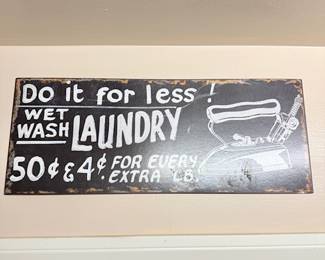 Do it for less!
WET WASH LAUNDRY
50¢ & 4¢. FOR EVERY EXTRA LB.